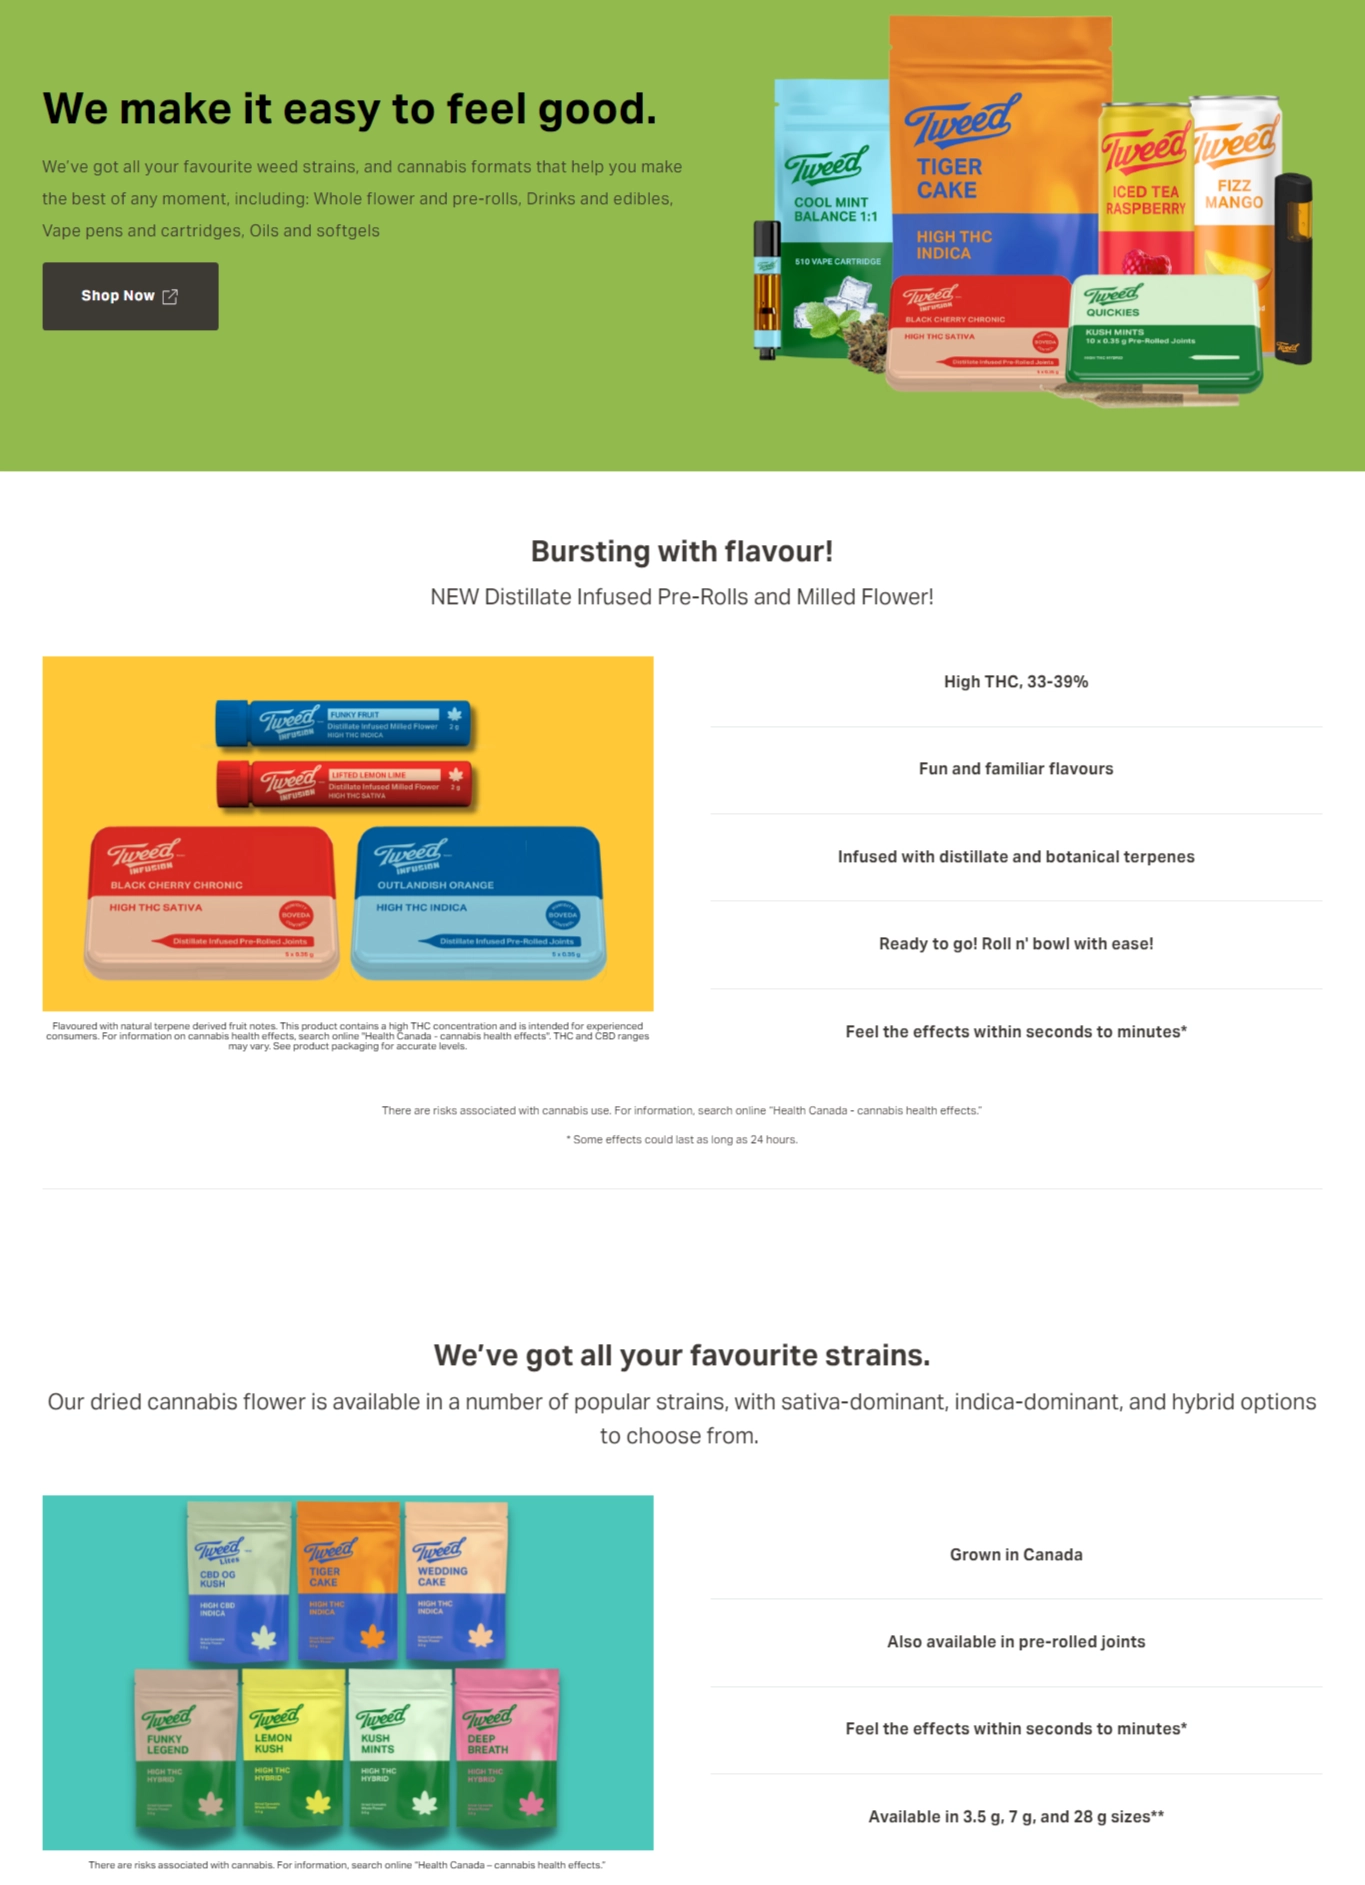 We make it easy to feel good.
We've got all your favourite weed strains, and cannabis formats that help you make
the best of any moment, including: Whole flower and pre-rolls, Drinks and edibles,
Vape pens and cartridges, Oils and softgels
Shop Now
Tweed
COOL MINT
BALANCE 1:1
510 VAPE CARTRIDGE
Tweed
TIGER
CAKE
HIGH THC
INDICA
Tweed
ICED TEA
RASPBERRY
Tweed
FIZZ
MANGO
Tweed
INFUSION
BLACK CHERRY CHRONIC
HIGH THC SATIVA
BOVEDA
Distillate Infused Pre-Rolled Joints
Tweed
QUICKIES
KUSH MINTS
10 x 0.35 g Pre-Rolled Joints
HIGH THC HYBRID
Tweed
Bursting with flavour!
NEW Distillate Infused Pre-Rolls and Milled Flower!
Tweed
INFUSION
FUNKY FRUIT
Distillate Infused Milled Flower
HIGH THC INDICA
2 g
Tweed
INFUSION
LIFTED LEMON LIME
Distillate Infused Milled Flower
HIGH THC SATIVA
2 g
Tweed
INFUSION
BLACK CHERRY CHRONIC
HIGH THC SATIVA
BOVEDA
Distillate Infused Pre-Rolled Joints
Tweed
INFUSION
OUTLANDISH ORANGE
HIGH THC INDICA
BOVEDA
Distillate Infused Pre-Rolled Joints
Flavoured with natural terpene derived fruit notes. This product contains a high THC concentration and is intended for experienced
consumers. For information on cannabis health effects, search online "Health Canada - cannabis health effects". THC and CBD ranges
may vary. See product packaging for accurate levels.
High THC, 33-39%
Fun and familiar flavours
Infused with distillate and botanical terpenes
Ready to go! Roll n' bowl with ease!
Feel the effects within seconds to minutes*
There are risks associated with cannabis use. For information, search online "Health Canada - cannabis health effects."
* Some effects could last as long as 24 hours.
We've got all your favourite strains.
Our dried cannabis flower is available in a number of popular strains, with sativa-dominant, indica-dominant, and hybrid options
to choose from.
Tweed
Lites
CBD OG
KUSH
HIGH CBD
INDICA
Tweed
TIGER
CAKE
HIGH THC
INDICA
Tweed
WEDDING
CAKE
HIGH THC
INDICA
Tweed
FUNKY
LEGEND
HIGH THC
HYBRID
Tweed
LEMON
KUSH
HIGH THC
HYBRID
Tweed
KUSH
MINTS
HIGH THC
HYBRID
Tweed
DEEP
BREATH
HIGH THC
HYBRID
There are risks associated with cannabis. For information, search online "Health Canada – cannabis health effects."
Grown in Canada
Also available in pre-rolled joints
Feel the effects within seconds to minutes*
Available in 3.5 g, 7 g, and 28 g sizes**